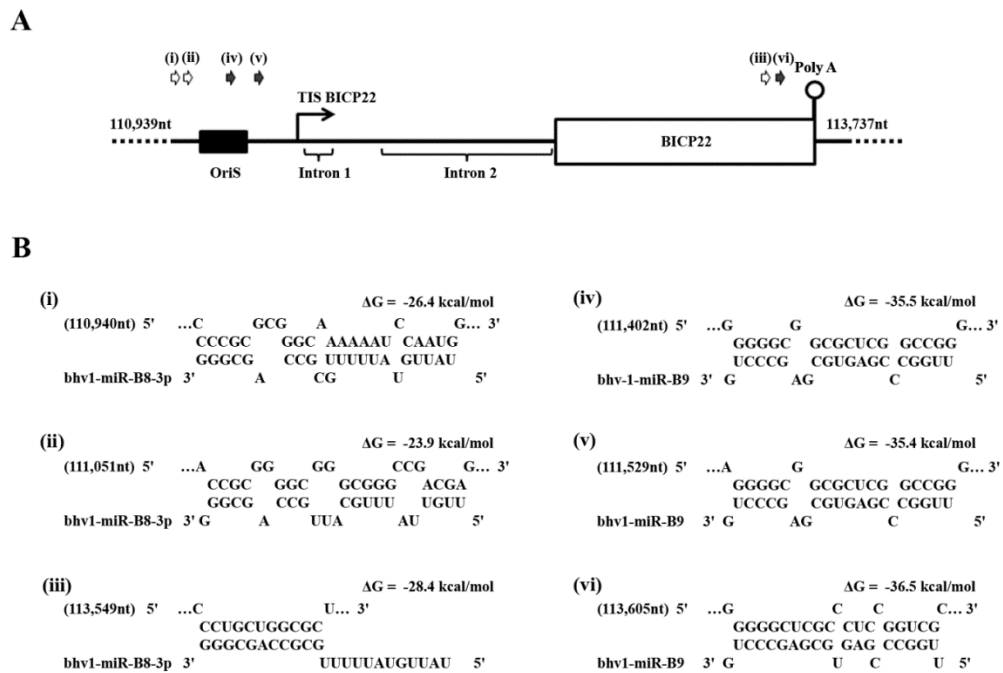 A
(i) (ii) (iv) (v) (iii) (vi)
Poly A
TIS BICP22
110,939nt 113,737nt
BICP22
OriS Intron 1 Intron 2
B
(i) ΔG = -26.4 kcal/mol
(110,940nt) 5' ...C GCG A C G... 3'
CCCGC GGC AAAAAU CAAUG
GGGCG CCG UUUUUA GUUAU
bhv1-miR-B8-3p 3' A CG U 5'
(ii) ΔG = -23.9 kcal/mol
(111,051nt) 5' ...A GG GG CCG G... 3'
CCGC GGC GCGGG ACGA
GGCG CCG CGUUU UGUU
bhv1-miR-B8-3p 3' G A UUA AU 5'
(iii) ΔG = -28.4 kcal/mol
(113,549nt) 5' ...C U... 3'
CCUGCUGGCGC
GGGCGACCGCG
bhv1-miR-B8-3p 3' UUUUUAUGUUAU 5'
(iv) ΔG = -35.5 kcal/mol
(111,402nt) 5' ...G G G... 3'
GGGGC GCGCUCG GCCGG
UCCCG CGUGAGC CGGUU
bhv-1-miR-B9 3' G AG C 5'
(v) ΔG = -35.4 kcal/mol
(111,529nt) 5' ...A G G... 3'
GGGGC GCGCUCG GCCGG
UCCCG CGUGAGC CGGUU
bhv1-miR-B9 3' G AG C 5'
(vi) ΔG = -36.5 kcal/mol
(113,605nt) 5' ...G C C C... 3'
GGGGCUCGC CUC GGUCG
UCCCGAGCG GAG CCGGU
bhv1-miR-B9 3' G U C U 5'